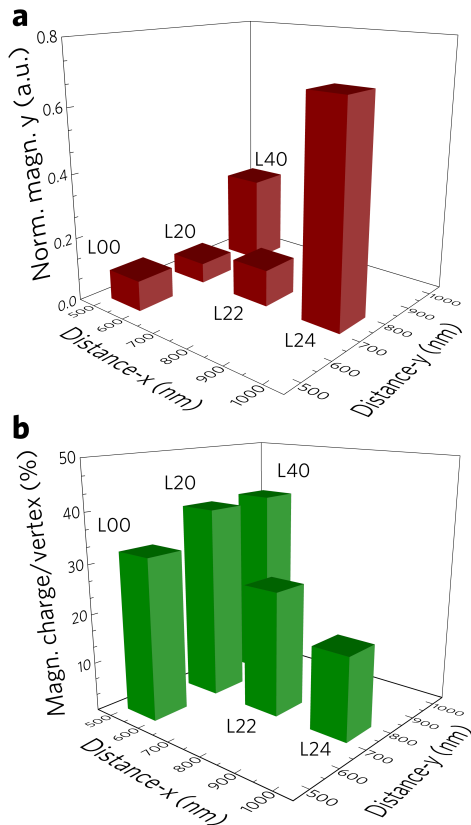 a
Norm. magn. y (a.u.)
0.8
0.6
0.4
0.2
0.0
L00
L20
L40
L22
L24
500
600
700
800
900
1000
Distance-x (nm)
500
600
700
800
900
1000
Distance-y (nm)
b
Magn. charge/vertex (%)
50
40
30
20
10
L00
L20
L40
L22
L24
500
600
700
800
900
1000
Distance-x (nm)
500
600
700
800
900
1000
Distance-y (nm)